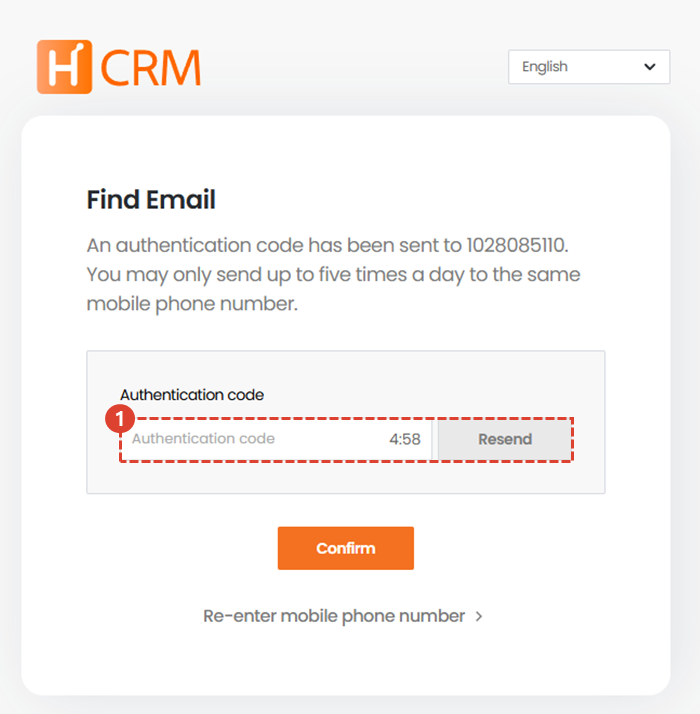 H CRM
English
Find Email
An authentication code has been sent to 1028085110.
You may only send up to five times a day to the same
mobile phone number.
Authentication code
1
Authentication code 4:58 Resend
Confirm
Re-enter mobile phone number >